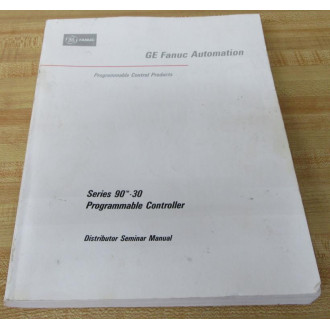 GE Fanuc Automation
Programmable Control Products
Series 90™-30
Programmable Controller
Distributor Seminar Manual